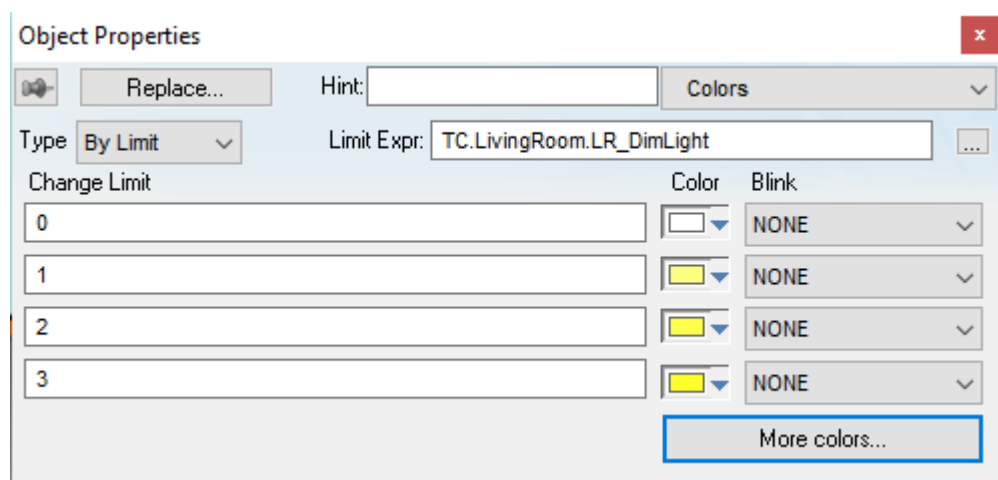 Object Properties
x
Replace... Hint: Colors
Type By Limit Limit Expr: TC.LivingRoom.LR_DimLight ...
Change Limit Color Blink
0 NONE
1 NONE
2 NONE
3 NONE
More colors...